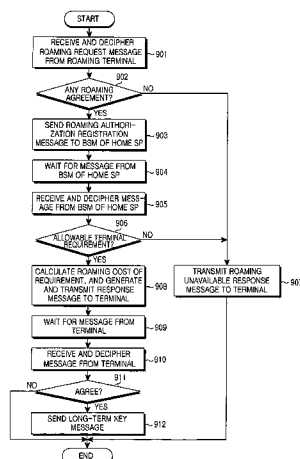 START
RECEIVE AND DECIPHER
ROAMING REQUEST MESSAGE
FROM ROAMING TERMINAL
901
902
ANY ROAMING
AGREEMENT?
NO
YES
SEND ROAMING AUTHORI-
ZATION REGISTRATION
MESSAGE TO BSM OF HOME SP
903
WAIT FOR MESSAGE FROM
BSM OF HOME SP
904
RECEIVE AND DECIPHER MESS-
AGE FROM BSM OF HOME SP
905
906
ALLOWABLE TERMINAL
REQUIREMENT?
NO
YES
CALCULATE ROAMING COST OF
REQUIREMENT, AND GENERATE
AND TRANSMIT RESPONSE
MESSAGE TO TERMINAL
908
TRANSMIT ROAMING
UNAVAILABLE RESPONSE
MESSAGE TO TERMINAL
907
WAIT FOR MESSAGE FROM
TERMINAL
909
RECEIVE AND DECIPHER
MESSAGE FROM TERMINAL
910
911
NO
AGREE?
YES
SEND LONG-TERM KEY
MESSAGE
912
END